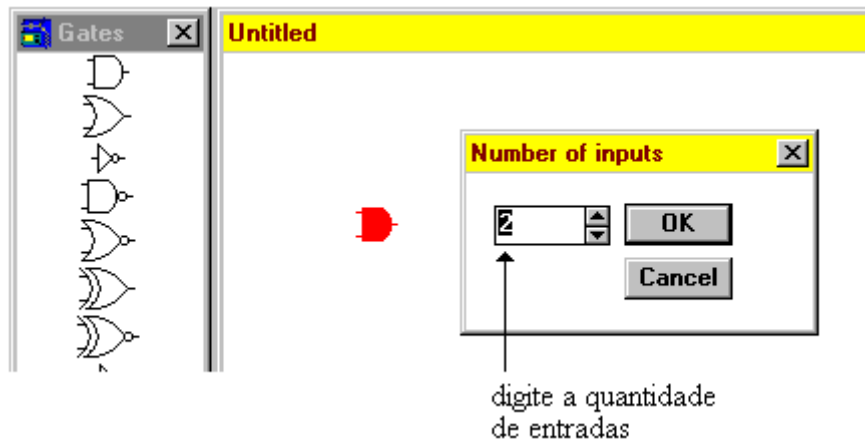 Gates
Untitled
Number of inputs
2
OK
Cancel
digite a quantidade
de entradas